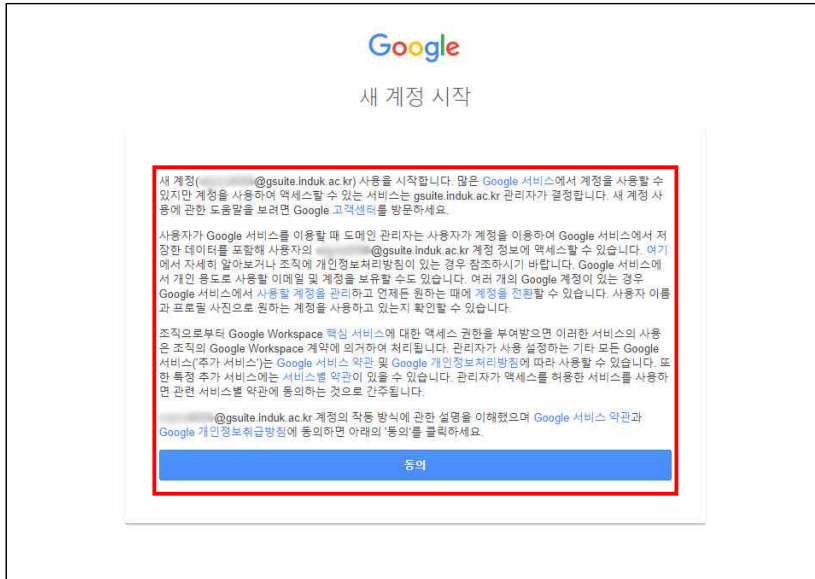 Google
새 계정 시작
새 계정( @gsuite.induk.ac.kr) 사용을 시작합니다. 많은 Google 서비스에서 계정을 사용할 수
있지만 계정을 사용하여 액세스할 수 있는 서비스는 gsuite.induk.ac.kr 관리자가 결정합니다. 새 계정 사
용에 관한 도움말을 보려면 Google 고객센터를 방문하세요.
사용자가 Google 서비스를 이용할 때 도메인 관리자는 사용자가 계정을 이용하여 Google 서비스에서 저
장한 데이터를 포함해 사용자의 @gsuite.induk.ac.kr 계정 정보에 액세스할 수 있습니다. 여기
에서 자세히 알아보거나 조직에 개인정보처리방침이 있는 경우 참조하시기 바랍니다. Google 서비스에
서 개인 용도로 사용할 이메일 및 계정을 보유할 수도 있습니다. 여러 개의 Google 계정이 있는 경우
Google 서비스에서 사용할 계정을 관리하고 언제든 원하는 때에 계정을 전환할 수 있습니다. 사용자 이름
과 프로필 사진으로 원하는 계정을 사용하고 있는지 확인할 수 있습니다.
조직으로부터 Google Workspace 핵심 서비스에 대한 액세스 권한을 부여받으면 이러한 서비스의 사용
은 조직의 Google Workspace 계약에 의거하여 처리됩니다. 관리자가 사용 설정하는 기타 모든 Google
서비스('추가 서비스')는 Google 서비스 약관 및 Google 개인정보처리방침에 따라 사용할 수 있습니다. 또
한 특정 추가 서비스에는 서비스별 약관이 있을 수 있습니다. 관리자가 액세스를 허용한 서비스를 사용하
면 관련 서비스별 약관에 동의하는 것으로 간주됩니다.
@gsuite.induk.ac.kr 계정의 작동 방식에 관한 설명을 이해했으며 Google 서비스 약관과
Google 개인정보취급방침에 동의하면 아래의 '동의'를 클릭하세요.
동의